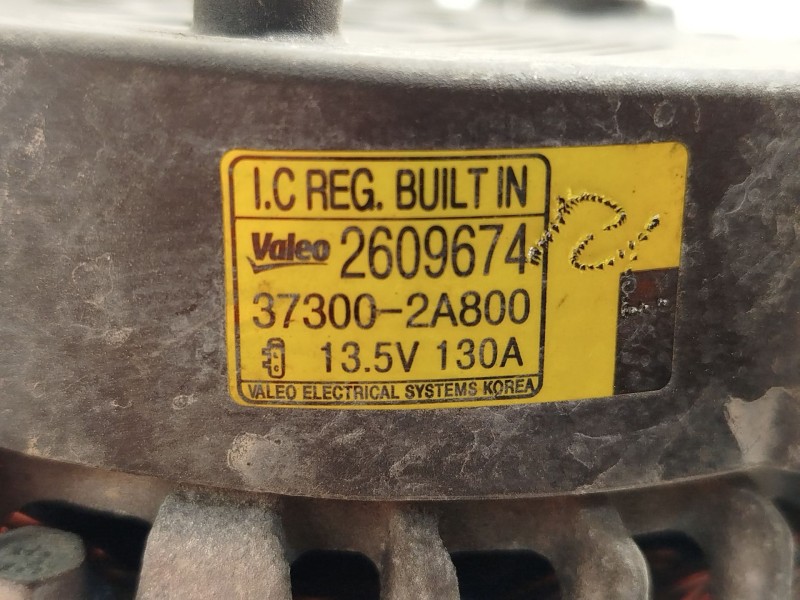 I.C REG. BUILT IN
Valeo 2609674
37300-2A800
13.5V 130A
VALEO ELECTRICAL SYSTEMS KOREA